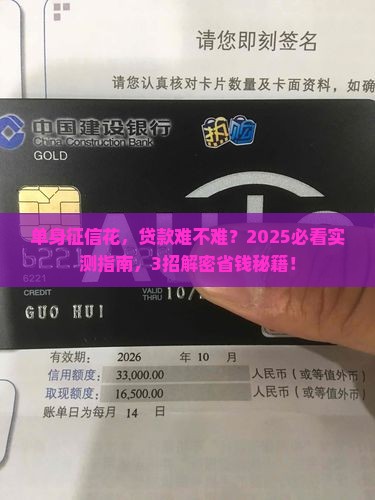 请您即刻签名
请您认真核对卡片数量及卡面资料，如确
中国建设银行
China Construction Bank
GOLD
单身征信花，贷款难不难？2025必看实
测指南，3招解密省钱秘籍！
CREDIT
VALID
THRU
10/
GUO HUI
有效期： 2026 年 10 月
信用额度： 33,000.00 人民币（或等值外币）
取现额度： 16,500.00 人民币（或等值外币）
账单日为每月 14 日